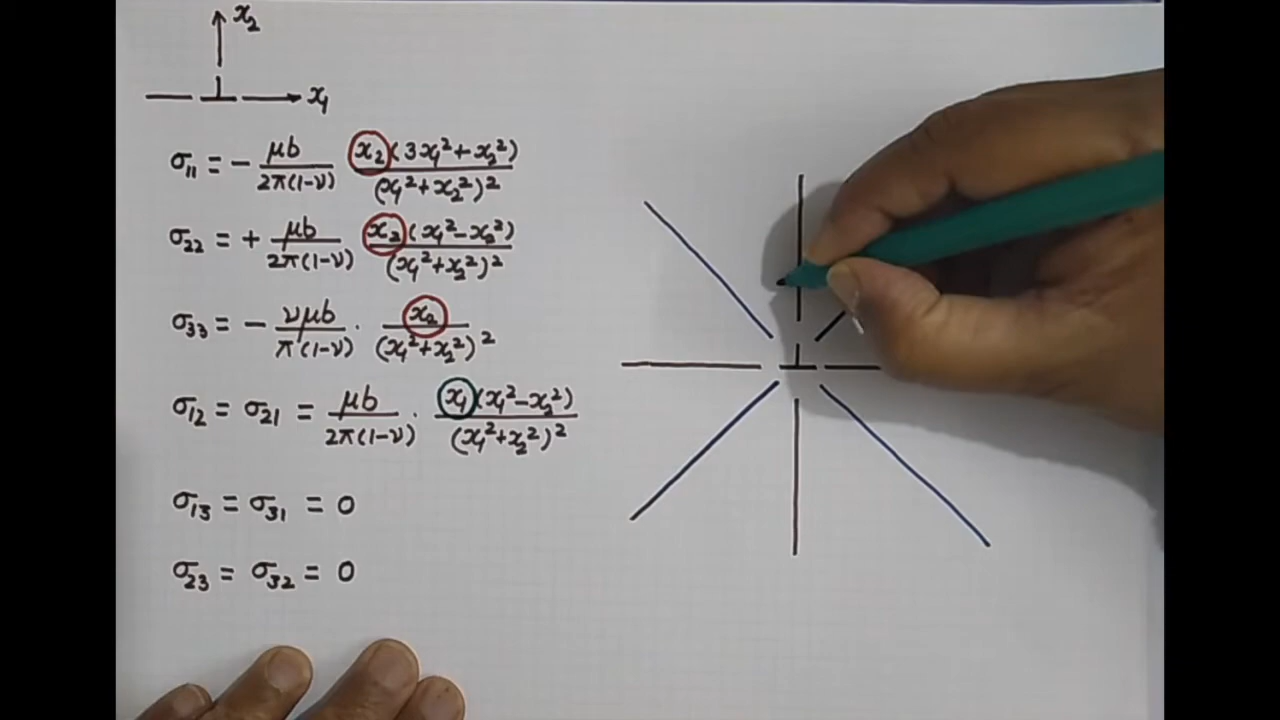 x₂
⊥ x₁
σ₁₁ = - μb / 2π(1-ν) x₂(3x₁²+x₂²) / (x₁²+x₂²)²
σ₂₂ = + μb / 2π(1-ν) x₂(x₁²-x₂²) / (x₁²+x₂²)²
σ₃₃ = - νμb / π(1-ν) · x₂ / (x₁²+x₂²)²
σ₁₂ = σ₂₁ = μb / 2π(1-ν) · x₁(x₁²-x₂²) / (x₁²+x₂²)²
σ₁₃ = σ₃₁ = 0
σ₂₃ = σ₃₂ = 0
⊥